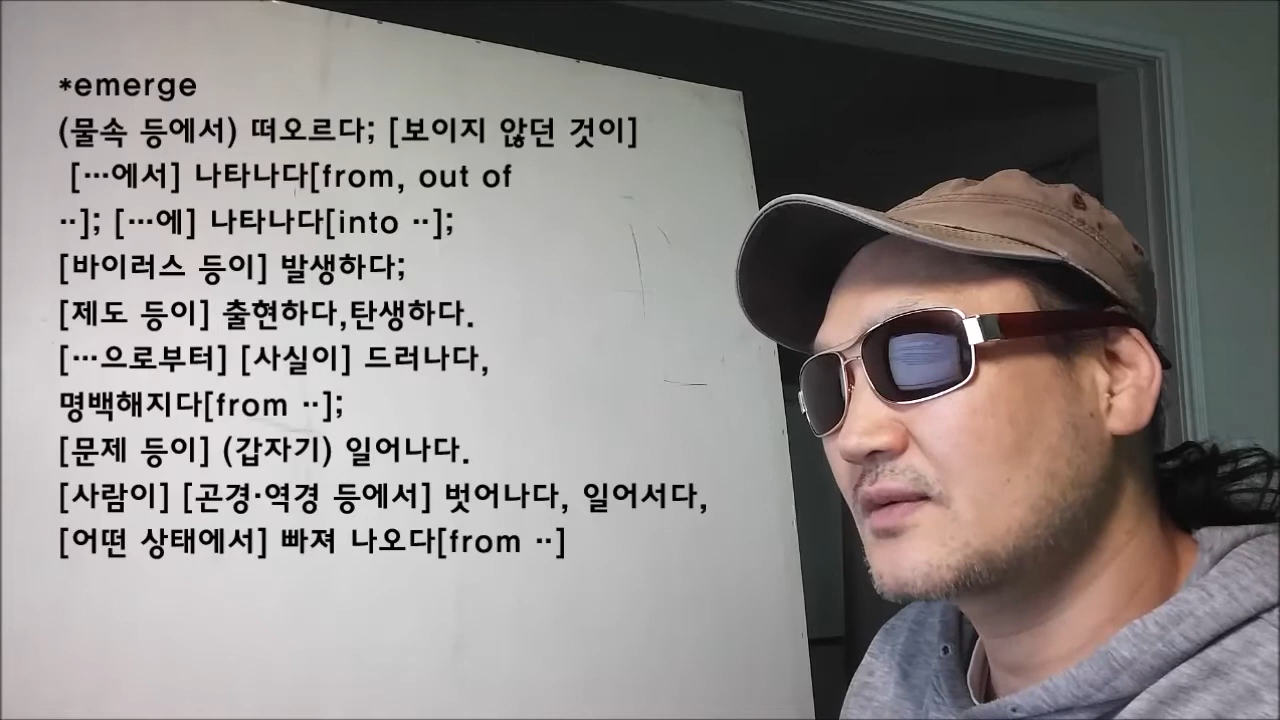 *emerge
(물속 등에서) 떠오르다; [보이지 않던 것이]
[···에서] 나타나다[from, out of
··]; [···에] 나타나다[into ··];
[바이러스 등이] 발생하다;
[제도 등이] 출현하다,탄생하다.
[···으로부터] [사실이] 드러나다,
명백해지다[from ··];
[문제 등이] (갑자기) 일어나다.
[사람이] [곤경·역경 등에서] 벗어나다, 일어서다,
[어떤 상태에서] 빠져 나오다[from ··]